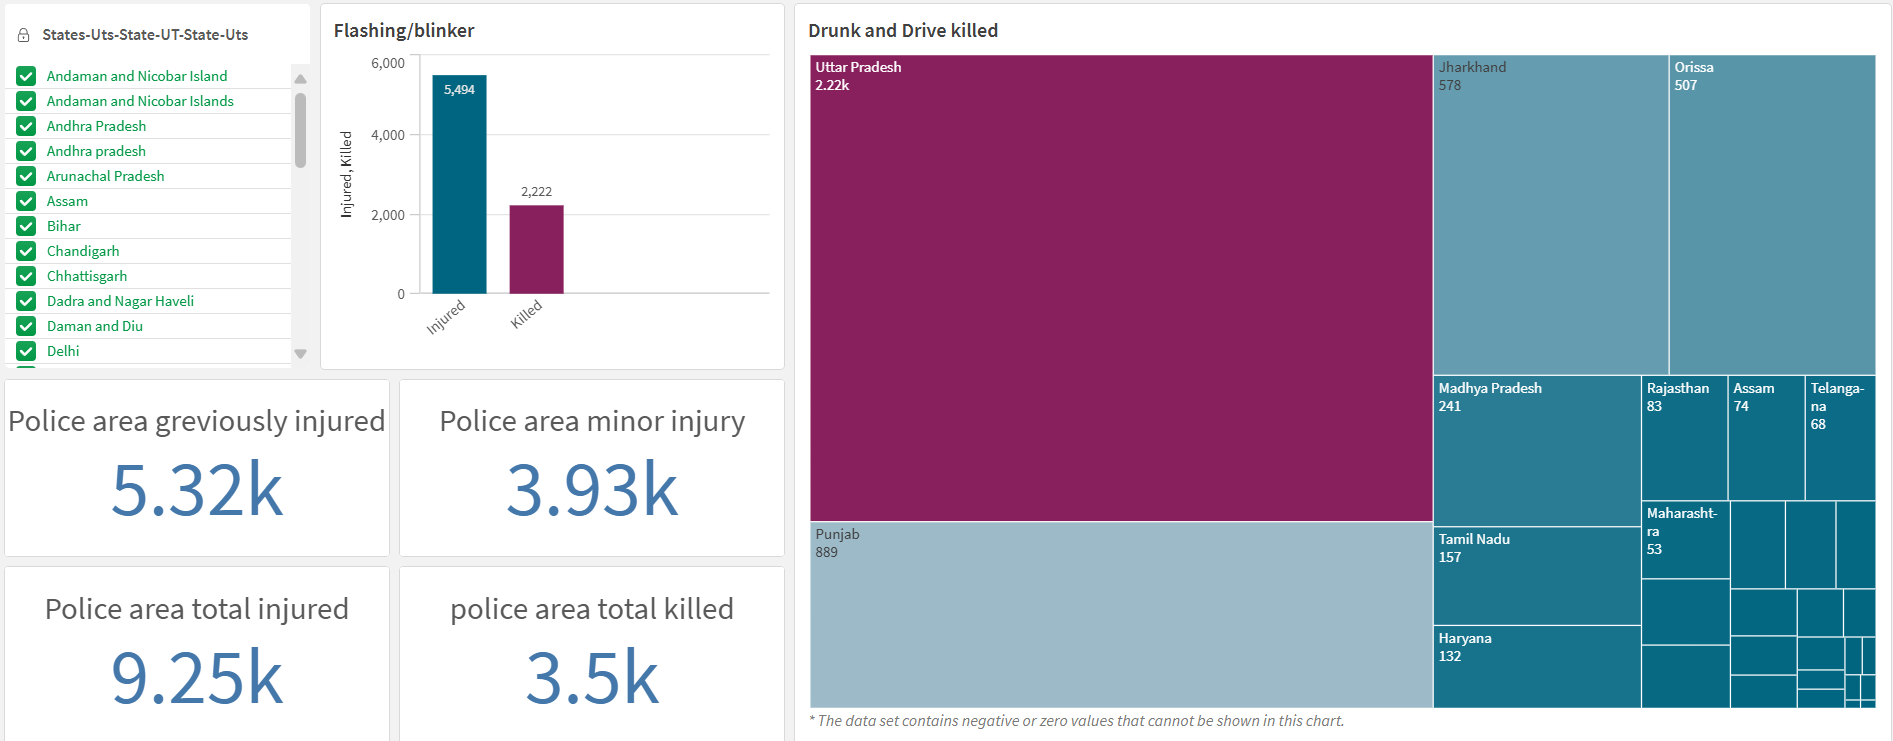 States-Uts-State-UT-State-Uts
Andaman and Nicobar Island
Andaman and Nicobar Islands
Andhra Pradesh
Andhra pradesh
Arunachal Pradesh
Assam
Bihar
Chandigarh
Chhattisgarh
Dadra and Nagar Haveli
Daman and Diu
Delhi
Flashing/blinker
Injured, Killed
6,000
4,000
2,000
0
5,494
2,222
Injured
Killed
Police area greviously injured
5.32k
Police area minor injury
3.93k
Police area total injured
9.25k
police area total killed
3.5k
Drunk and Drive killed
Uttar Pradesh
2.22k
Punjab
889
Jharkhand
578
Orissa
507
Madhya Pradesh
241
Tamil Nadu
157
Haryana
132
Rajasthan
83
Assam
74
Telanga-
na
68
Maharasht-
ra
53
* The data set contains negative or zero values that cannot be shown in this chart.